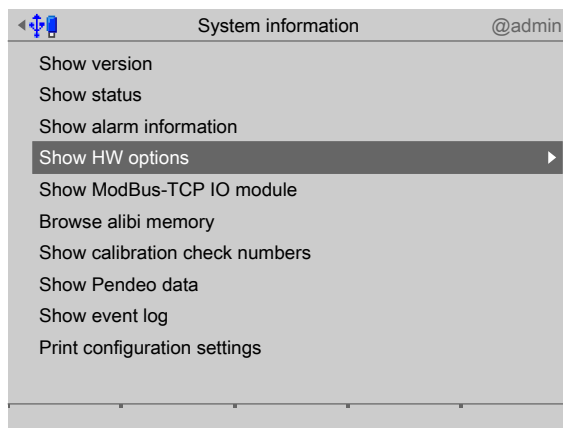 System information @admin
Show version
Show status
Show alarm information
Show HW options
Show ModBus-TCP IO module
Browse alibi memory
Show calibration check numbers
Show Pendeo data
Show event log
Print configuration settings